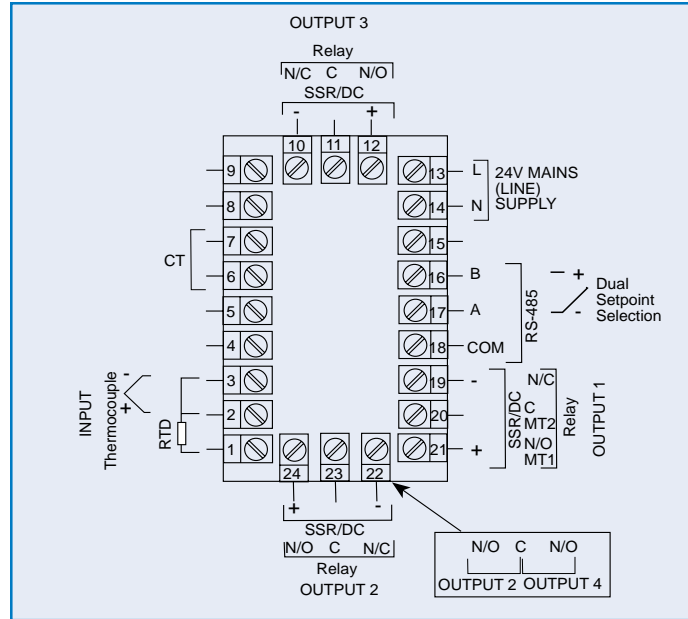 OUTPUT 3
Relay
N/C C N/O
SSR/DC
- +
10 11 12
9
8
7
6
5
4
3
2
1
CT
INPUT
Thermocouple
- +
RTD
13 L
14 N
24V MAINS
(LINE)
SUPPLY
15
16 B
17 A
18 COM
RS-485
+
-
Dual
Setpoint
Selection
19 -
20
21 +
SSR/DC
N/C
C
MT2
N/O
MT1
Relay
OUTPUT 1
24 23 22
+ -
SSR/DC
N/O C N/C
Relay
OUTPUT 2
N/O C N/O
OUTPUT 2 OUTPUT 4